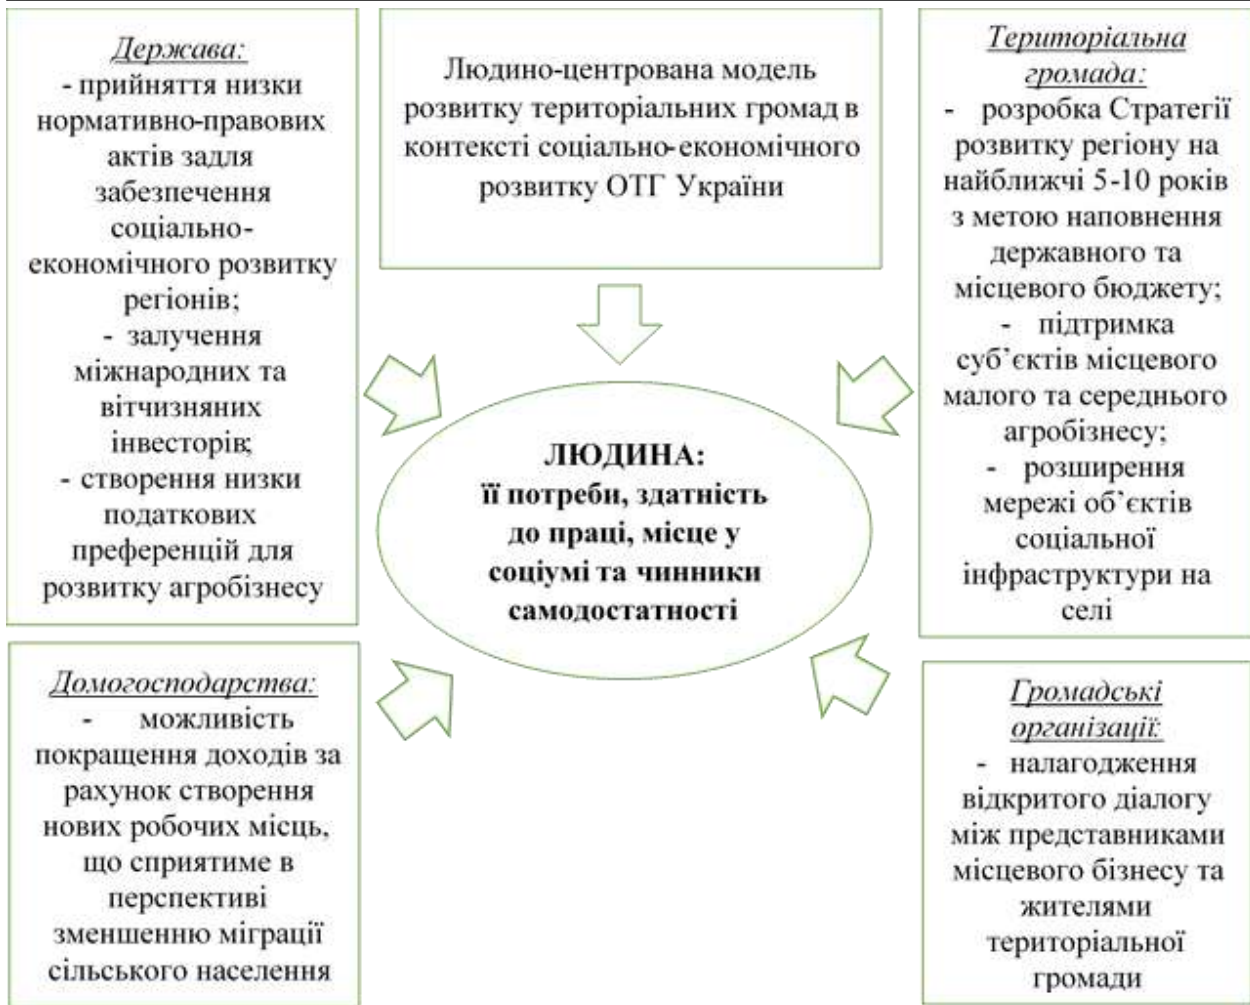 Держава:
- прийняття низки
нормативно-правових
актів задля
забезпечення
соціально-
економічного розвитку
регіонів;
- залучення
міжнародних та
вітчизняних
інвесторів;
- створення низки
податкових
преференцій для
розвитку агробізнесу
Людино-центрована модель
розвитку територіальних громад в
контексті соціально-економічного
розвитку ОТГ України
Територіальна
громада:
- розробка Стратегії
розвитку регіону на
найближчі 5-10 років
з метою наповнення
державного та
місцевого бюджету;
- підтримка
суб’єктів місцевого
малого та середнього
агробізнесу;
- розширення
мережі об’єктів
соціальної
інфраструктури на
селі
ЛЮДИНА:
її потреби, здатність
до праці, місце у
соціумі та чинники
самодостатності
Домогосподарства:
- можливість
покращення доходів за
рахунок створення
нових робочих місць,
що сприятиме в
перспективі
зменшенню міграції
сільського населення
Громадські
організації:
- налагодження
відкритого діалогу
між представниками
місцевого бізнесу та
жителями
територіальної
громади